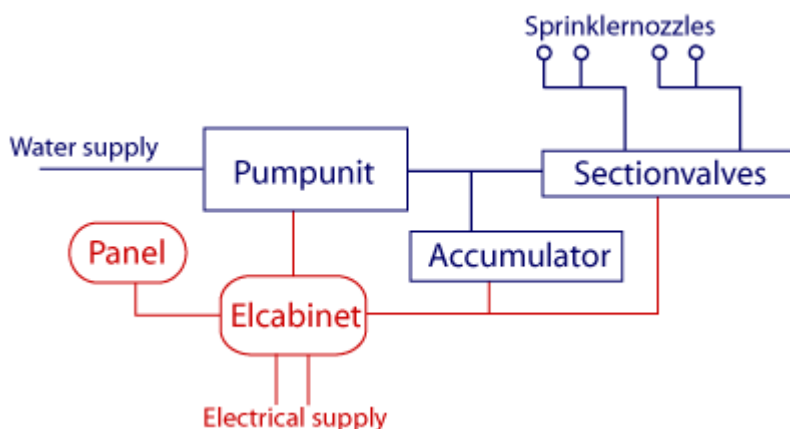 Sprinklernozzles
Water supply
Pumpunit
Sectionvalves
Panel
Accumulator
Elcabinet
Electrical supply